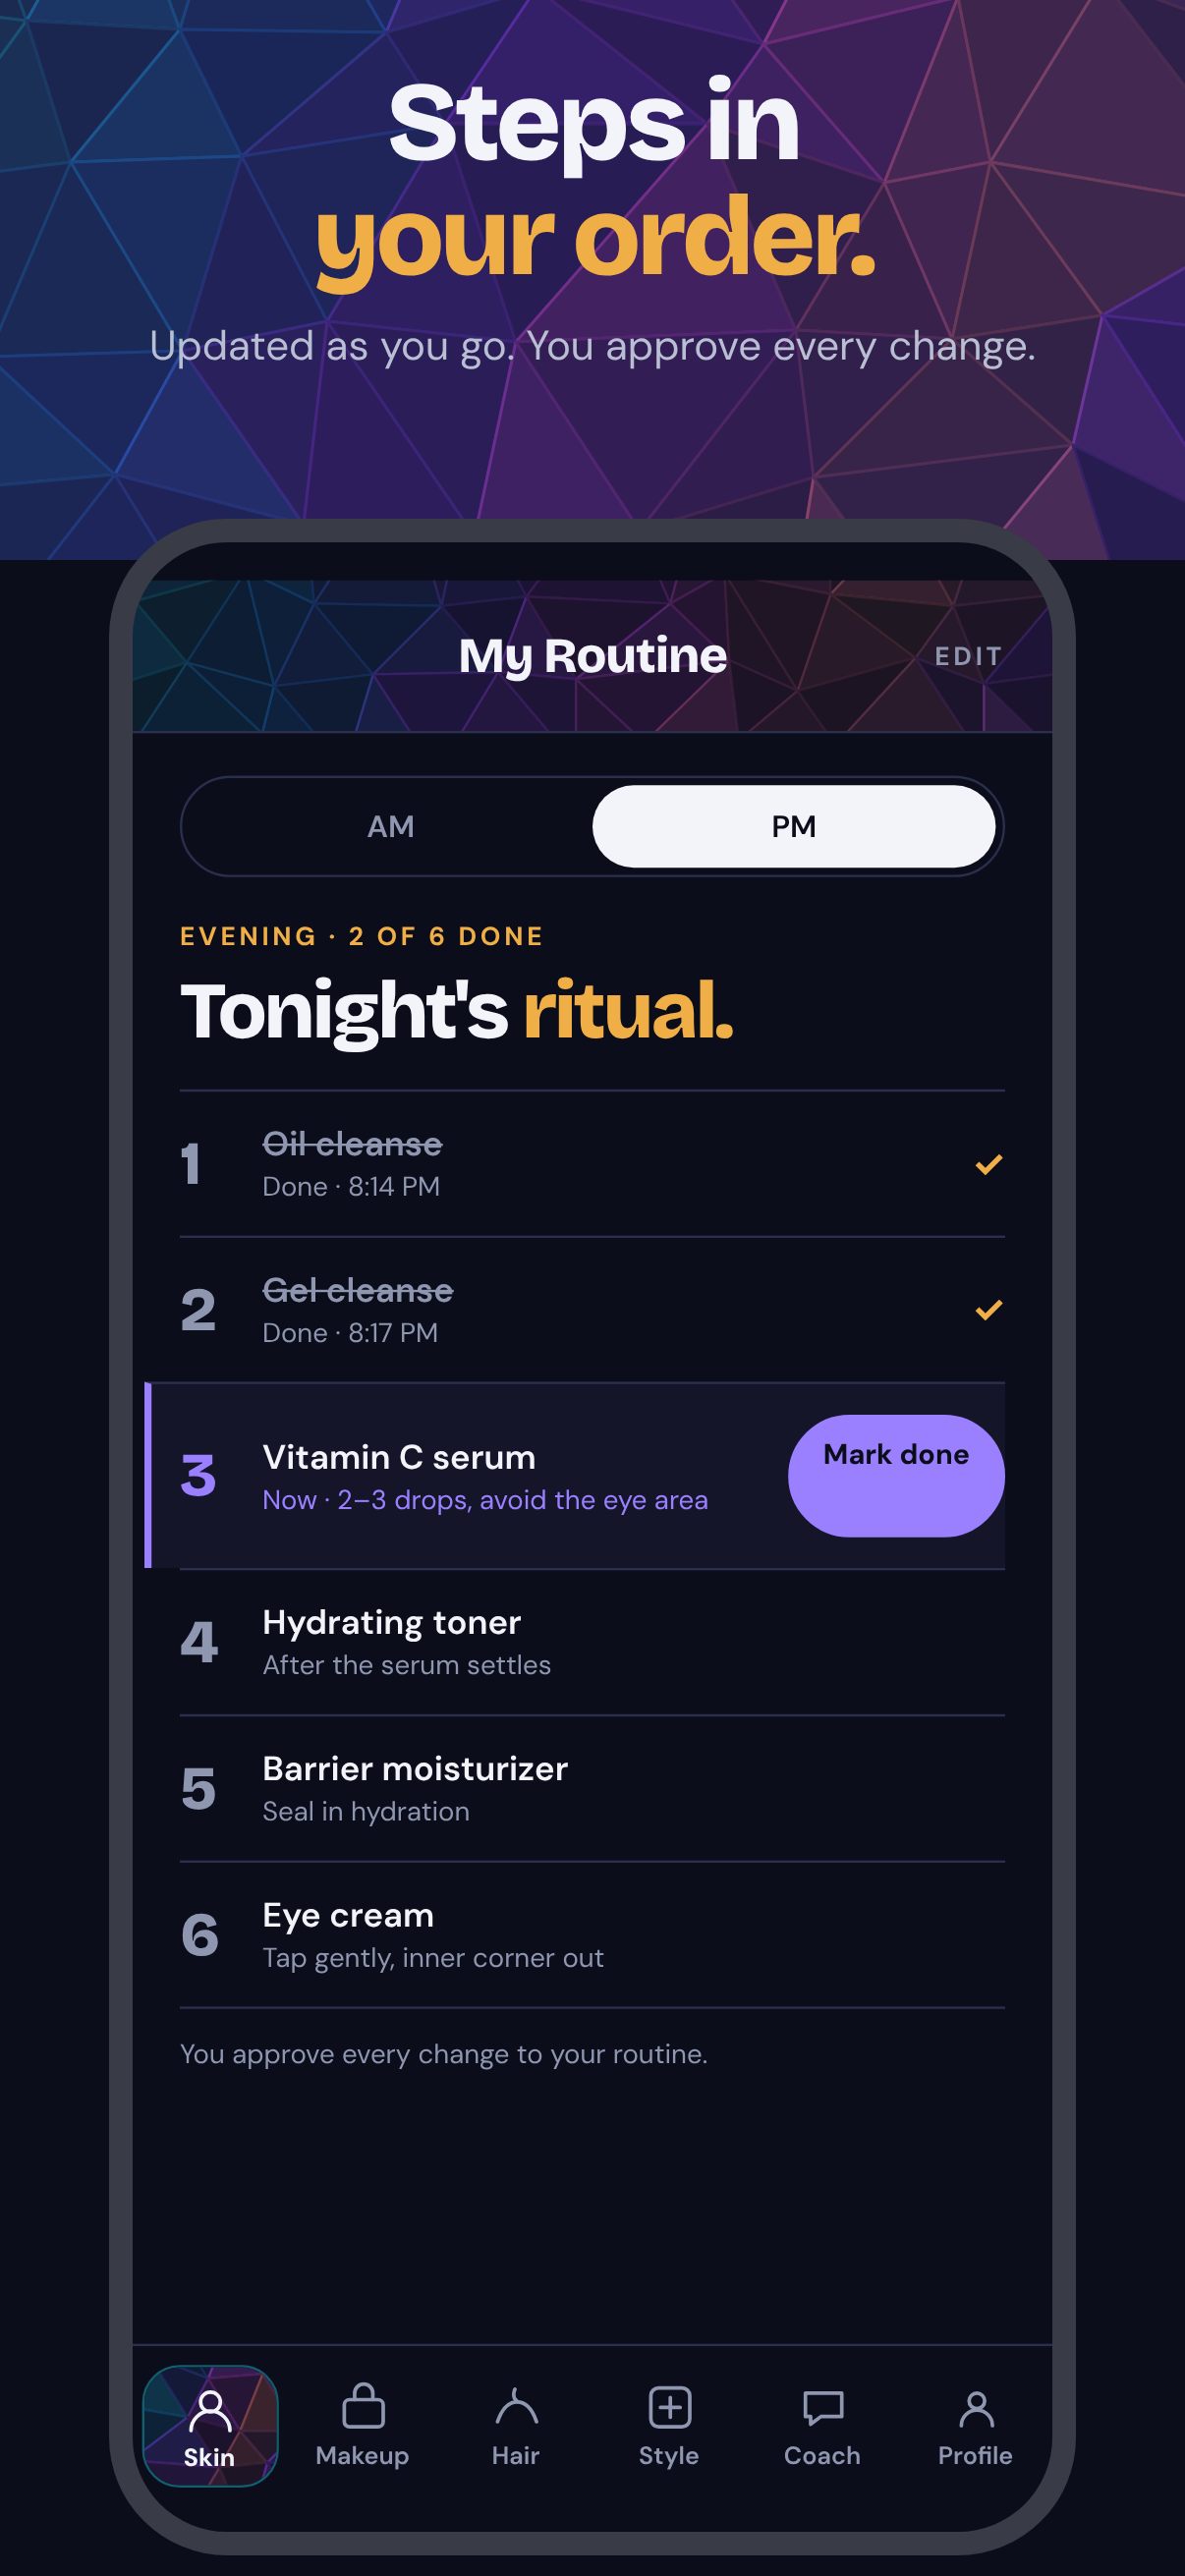 Steps in
your order.
Updated as you go. You approve every change.
My Routine
EDIT
AM
PM
EVENING · 2 OF 6 DONE
Tonight's ritual.
1
Oil cleanse
Done · 8:14 PM
2
Gel cleanse
Done · 8:17 PM
3
Vitamin C serum
Now · 2–3 drops, avoid the eye area
Mark done
4
Hydrating toner
After the serum settles
5
Barrier moisturizer
Seal in hydration
6
Eye cream
Tap gently, inner corner out
You approve every change to your routine.
Skin
Makeup
Hair
Style
Coach
Profile